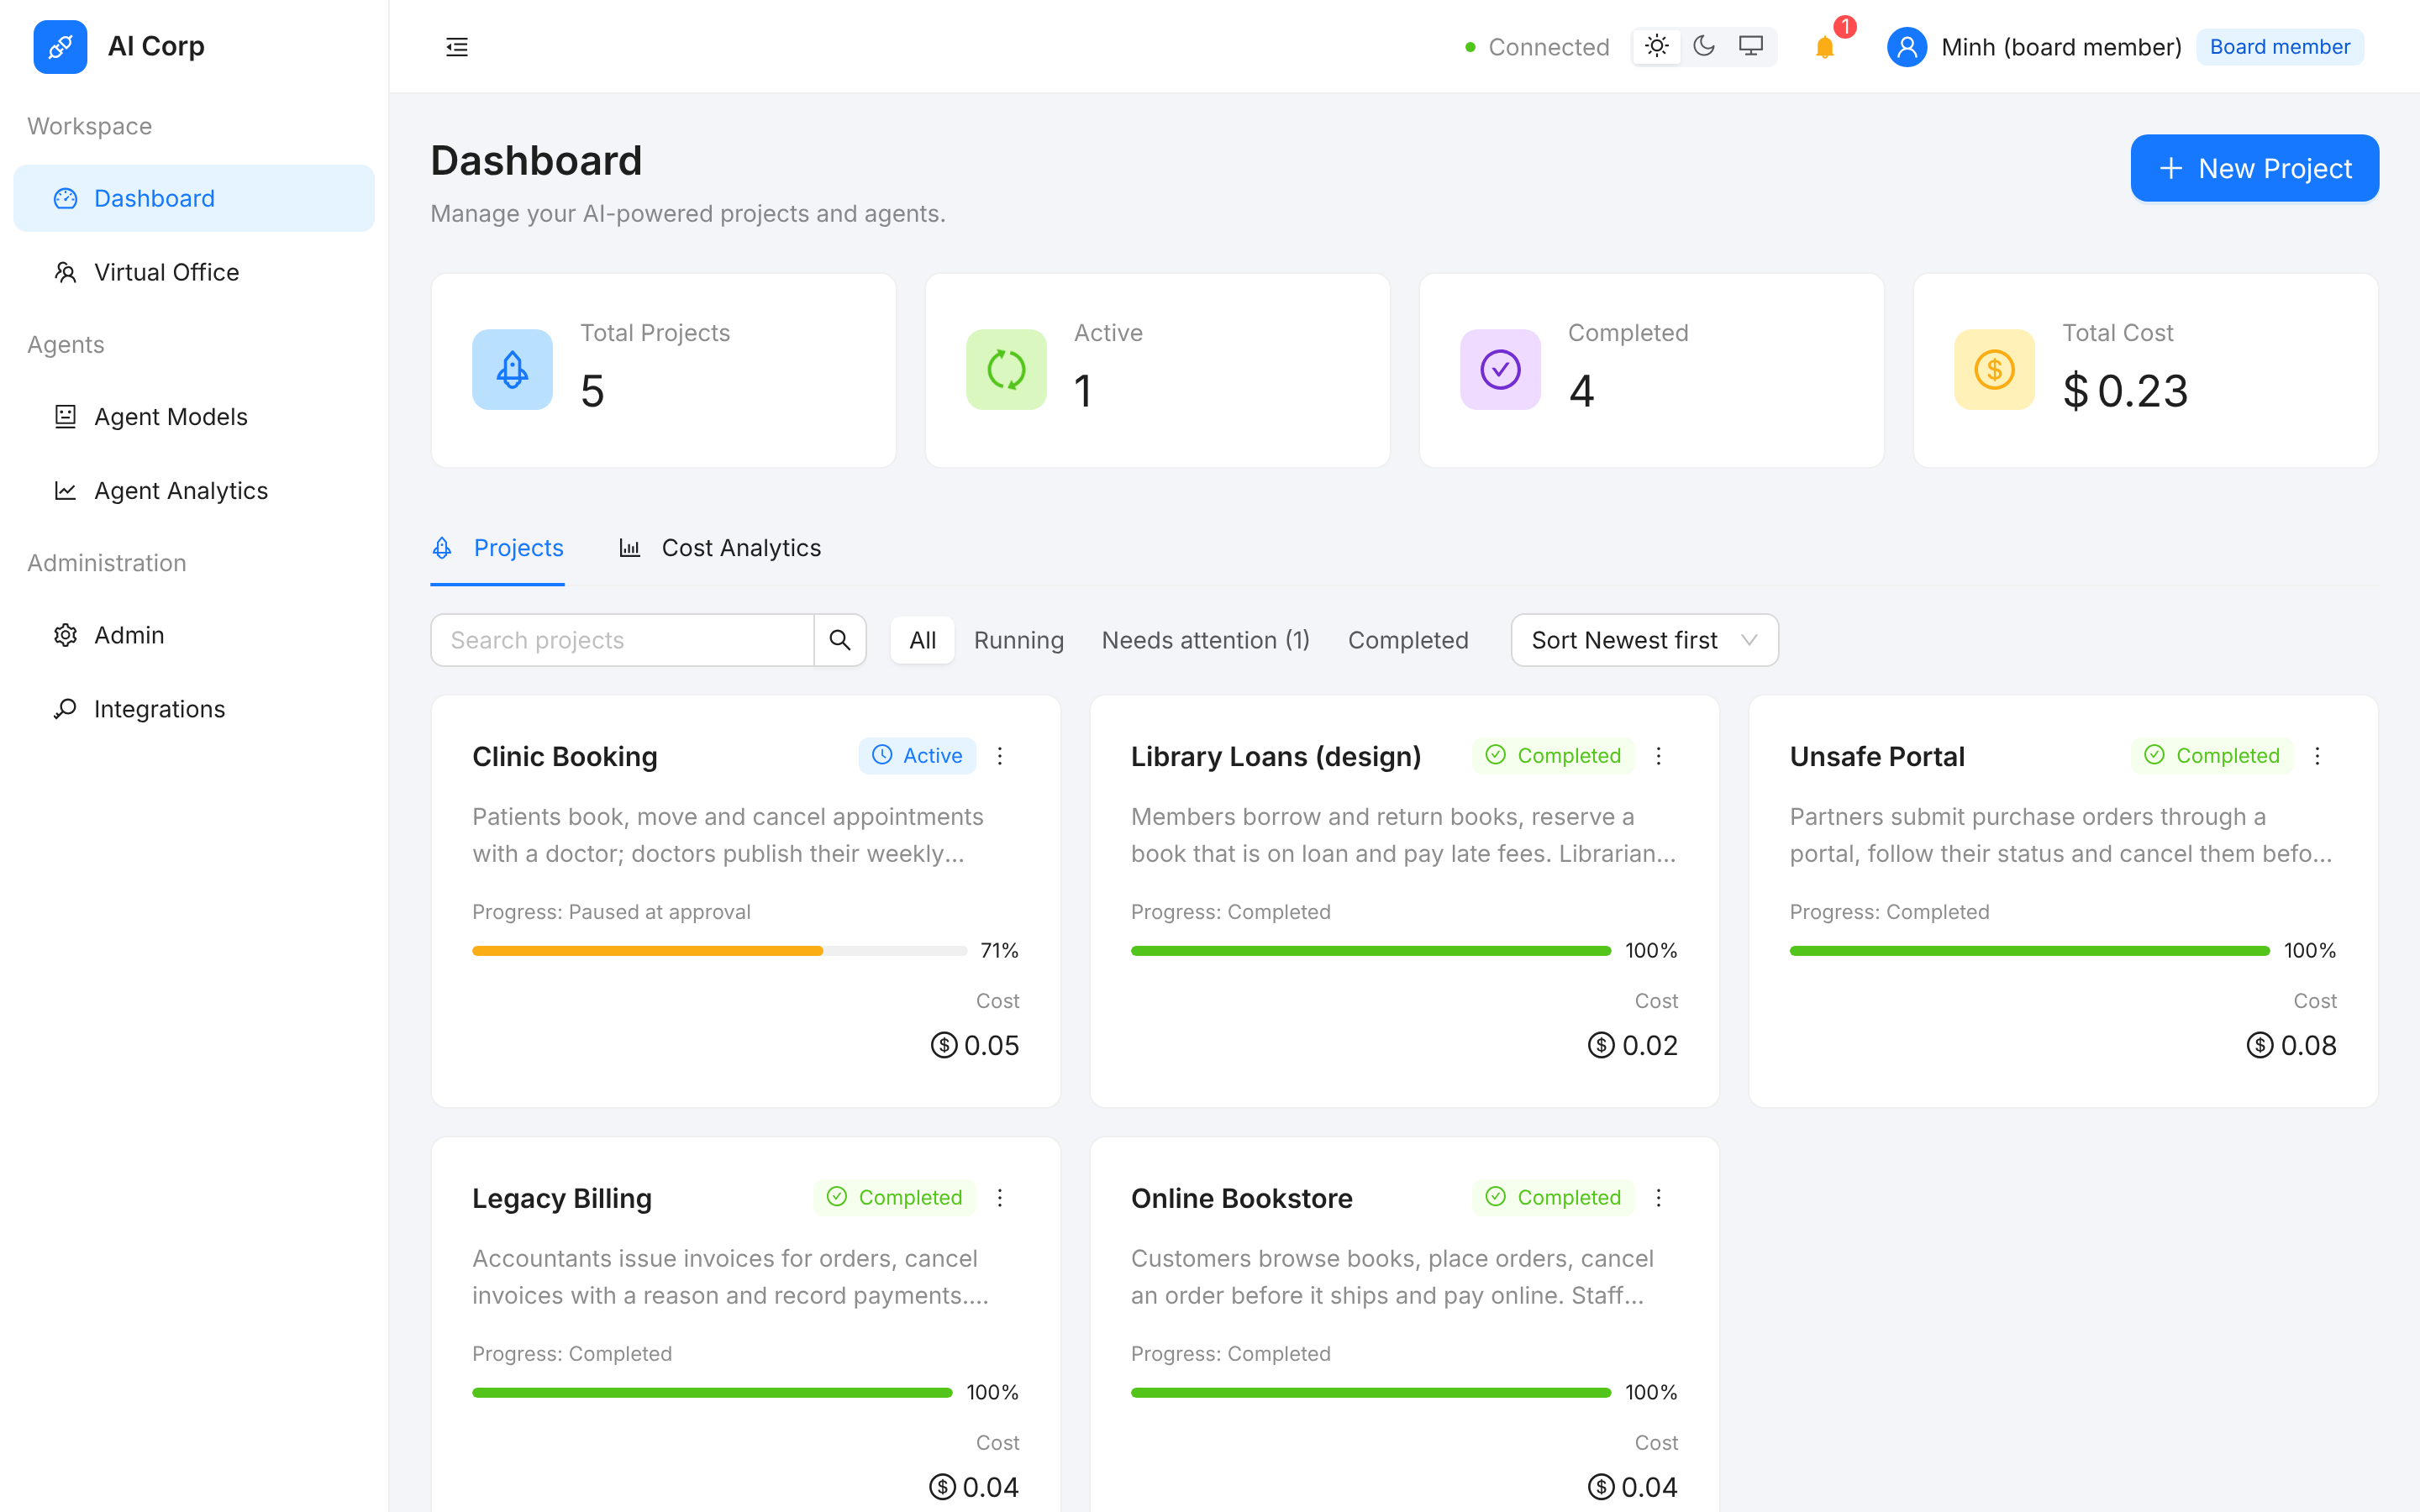 AI Corp
Connected
1
Minh (board member)
Board member
Workspace
Dashboard
Virtual Office
Agents
Agent Models
Agent Analytics
Administration
Admin
Integrations
Dashboard
Manage your AI-powered projects and agents.
New Project
Total Projects
5
Active
1
Completed
4
Total Cost
$ 0.23
Projects
Cost Analytics
Search projects
All
Running
Needs attention (1)
Completed
Sort Newest first
Clinic Booking
Active
Patients book, move and cancel appointments
with a doctor; doctors publish their weekly...
Progress: Paused at approval
71%
Cost
$ 0.05
Library Loans (design)
Completed
Members borrow and return books, reserve a
book that is on loan and pay late fees. Librarian...
Progress: Completed
100%
Cost
$ 0.02
Unsafe Portal
Completed
Partners submit purchase orders through a
portal, follow their status and cancel them befo...
Progress: Completed
100%
Cost
$ 0.08
Legacy Billing
Completed
Accountants issue invoices for orders, cancel
invoices with a reason and record payments....
Progress: Completed
100%
Cost
$ 0.04
Online Bookstore
Completed
Customers browse books, place orders, cancel
an order before it ships and pay online. Staff...
Progress: Completed
100%
Cost
$ 0.04